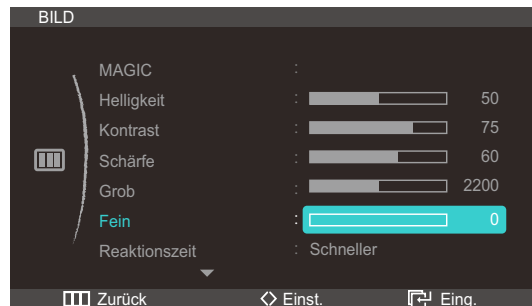 BILD
MAGIC :
Helligkeit : 50
Kontrast : 75
Schärfe : 60
Grob : 2200
Fein : 0
Reaktionszeit : Schneller
Zurück Einst. Eing.